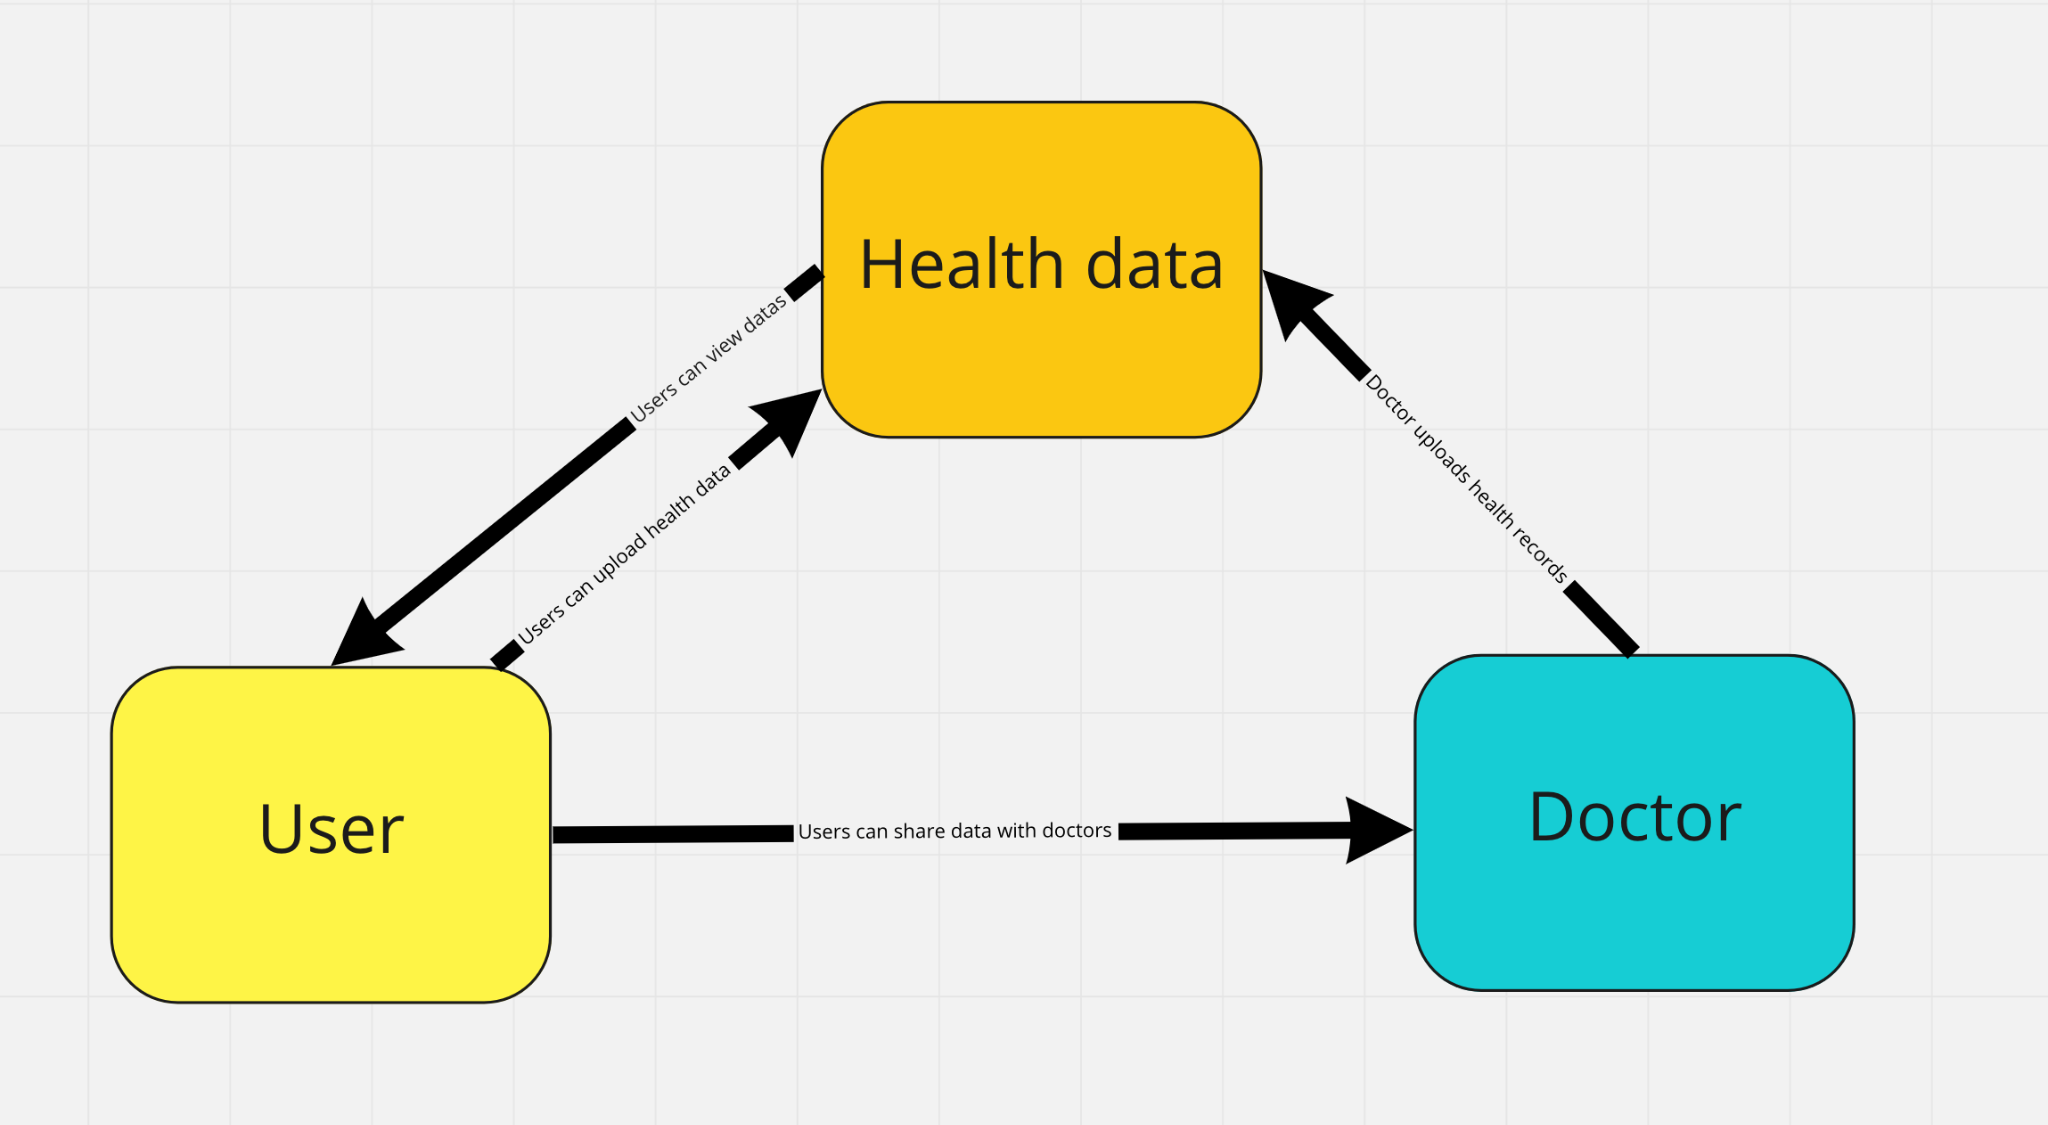 Health data
Users can view datas
Users can upload health data
Doctor uploads health records
User
Users can share data with doctors
Doctor